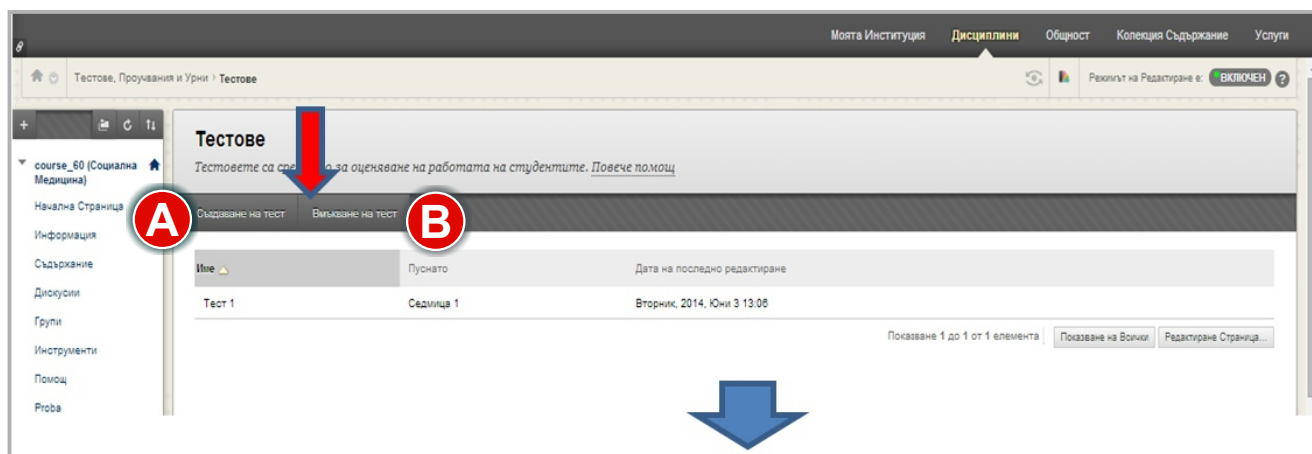 Моята Институция Дисциплини Общност Колекция Съдържание Услуги
Тестове, Проучвания и Урни > Тестове Режимът на Редактиране е: ВКЛЮЧЕН ?
Тестове
Тестовете са за оценяване на работата на студентите. Повече помощ
course_60 (Социална Медицина)
Начална Страница
Информация
Съдържание
Дискусии
Групи
Инструменти
Помощ
Proba
A Създаване на тест Вмъкване на тест B
Име Пуснато Дата на последно редактиране
Тест 1 Седмица 1 Вторник, 2014, Юни 3 13:06
Показване 1 до 1 от 1 елемента Показване на Всички Редактиране Страница...